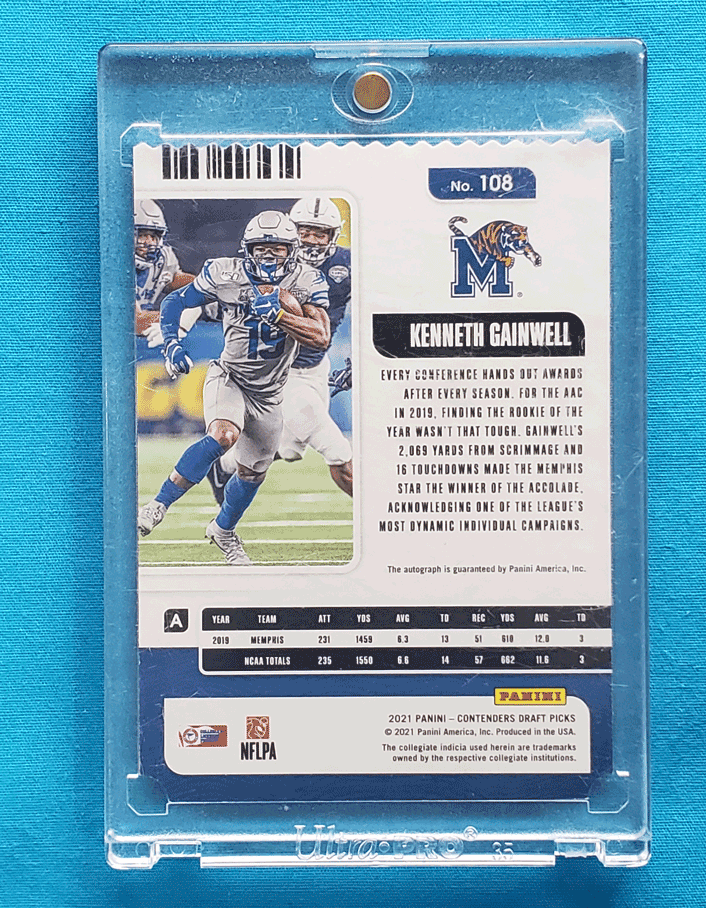 No. 108
M
KENNETH GAINWELL
EVERY CONFERENCE HANDS OUT AWARDS
AFTER EVERY SEASON. FOR THE AAC
IN 2019, FINDING THE ROOKIE OF THE
YEAR WASN'T THAT TOUGH. GAINWELL'S
2,069 YARDS FROM SCRIMMAGE AND
16 TOUCHDOWNS MADE THE MEMPHIS
STAR THE WINNER OF THE ACCOLADE,
ACKNOWLEDGING ONE OF THE LEAGUE'S
MOST DYNAMIC INDIVIDUAL CAMPAIGNS.
19
The autograph is guaranteed by Panini America, Inc.
A
YEAR TEAM ATT YDS AVG TD REC YDS AVG TD
2019 MEMPHIS 231 1459 6.3 13 51 610 12.0 3
NCAA TOTALS 235 1550 6.6 14 57 662 11.6 3
PANINI
2021 PANINI – CONTENDERS DRAFT PICKS
© 2021 Panini America, Inc. Produced in the USA.
The collegiate indicia used herein are trademarks
owned by the respective collegiate institutions.
NFLPA
Ultra·PRO® 35